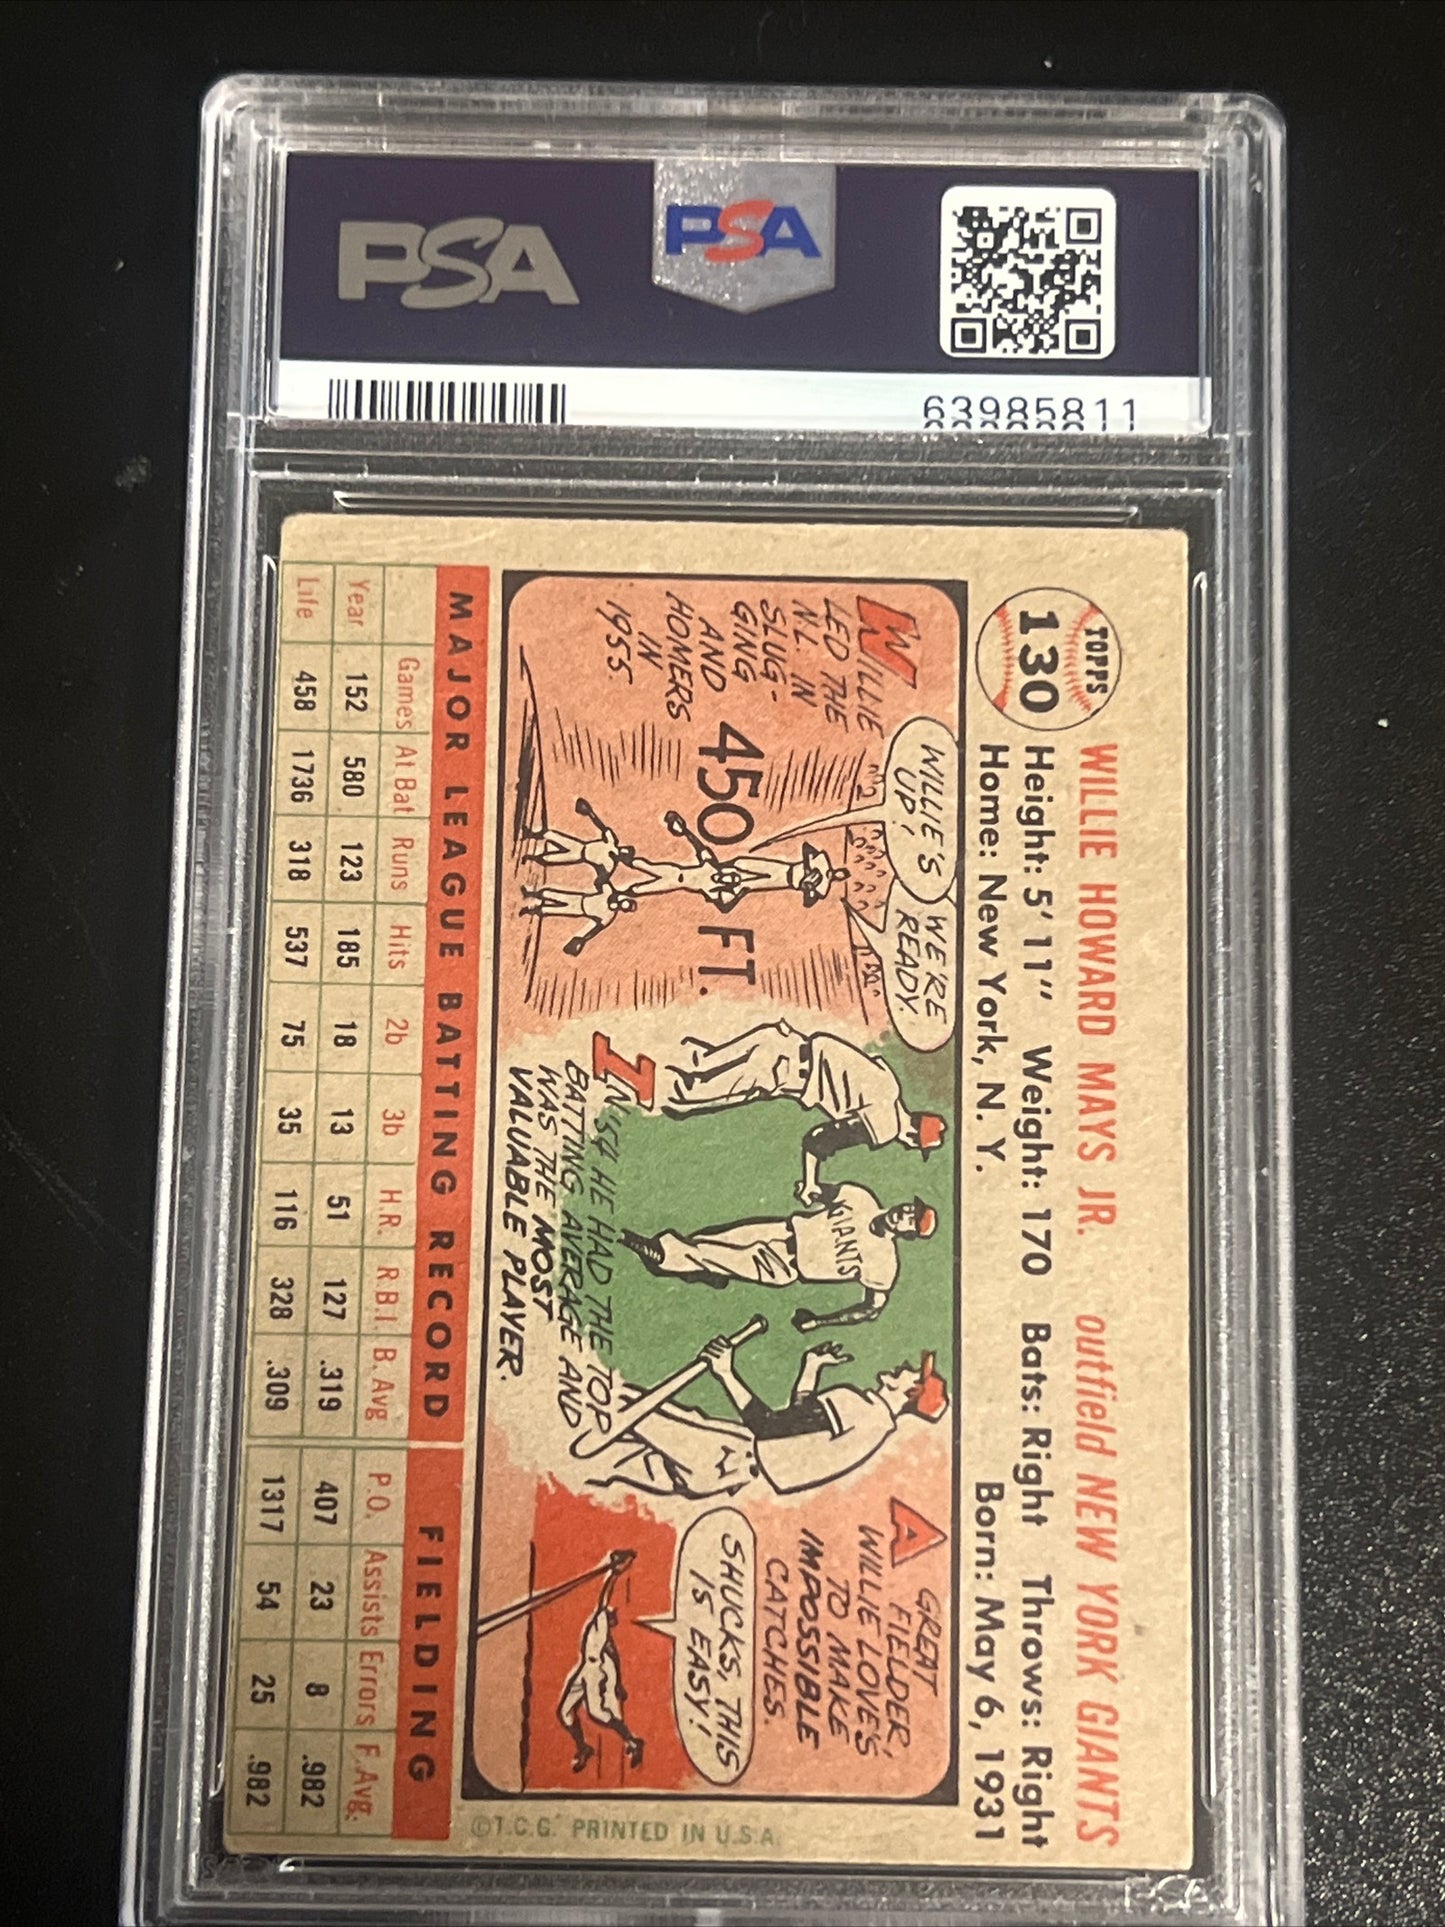 PSA
PSA
63985811
TOPPS
130
WILLIE HOWARD MAYS JR. outfield NEW YORK GIANTS
Height: 5' 11" Weight: 170 Bats: Right Throws: Right
Home: New York, N. Y. Born: May 6, 1931
WILLIE
LED THE
N.L. IN
SLUG-
GING
AND
HOMERS
IN
1955.
WILLIE'S
UP!
WE'RE
READY.
450 FT.
IN '54 HE HAD THE TOP
BATTING AVERAGE AND
WAS THE MOST
VALUABLE PLAYER.
GIANTS
A GREAT
FIELDER,
WILLIE LOVE'S
TO MAKE
IMPOSSIBLE
CATCHES.
SHUCKS, THIS
IS EASY!
MAJOR LEAGUE BATTING RECORD FIELDING
Games At Bat Runs Hits 2b 3b H.R. R.B.I. B. Avg P.O. Assists Errors F. Avg.
Year 152 580 123 185 18 13 51 127 .319 407 23 8 .982
Life 458 1736 318 537 75 35 116 328 .309 1317 54 25 .982
©T.C.G. PRINTED IN U.S.A.
PSA